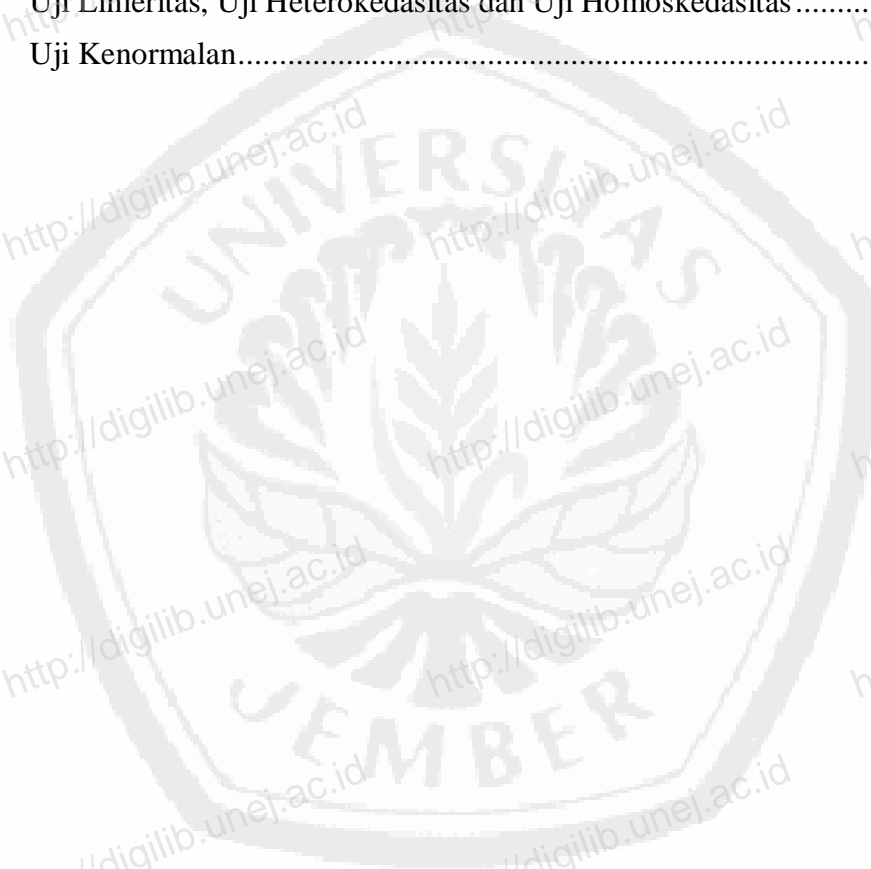 Uji Linieritas, Uji Heterokedasitas dan Uji Homoskedasitas.........
Uji Kenormalan.........................................................................
http://digilib.unej.ac.id
http://digilib.unej.ac.id
UNIVERSITAS
http://digilib.unej.ac.id
http://digilib.unej.ac.id
http://digilib.unej.ac.id
http://digilib.unej.ac.id
JEMBER
//digilib.unej.ac.id
//digilib.unej.ac.id